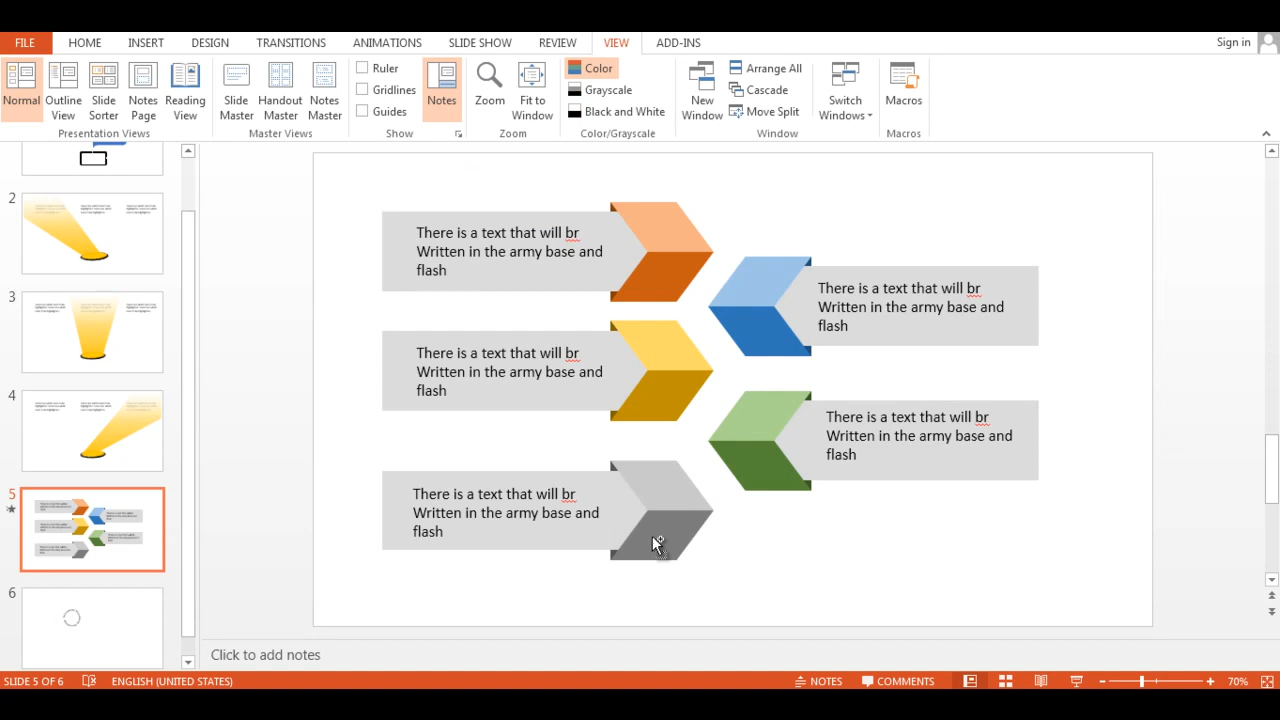 FILE HOME INSERT DESIGN TRANSITIONS ANIMATIONS SLIDE SHOW REVIEW VIEW ADD-INS Sign in
Normal
Outline View
Slide Sorter
Notes Page
Reading View
Presentation Views
Slide Master
Handout Master
Notes Master
Master Views
Ruler
Gridlines
Guides
Show
Notes
Zoom
Fit to Window
Zoom
Color
Grayscale
Black and White
Color/Grayscale
New Window
Arrange All
Cascade
Move Split
Switch Windows
Window
Macros
Macros
2
3
4
5
6
There is a text that will br
Written in the army base and
flash
There is a text that will br
Written in the army base and
flash
There is a text that will br
Written in the army base and
flash
There is a text that will br
Written in the army base and
flash
There is a text that will br
Written in the army base and
flash
Click to add notes
SLIDE 5 OF 6 ENGLISH (UNITED STATES) NOTES COMMENTS 70%